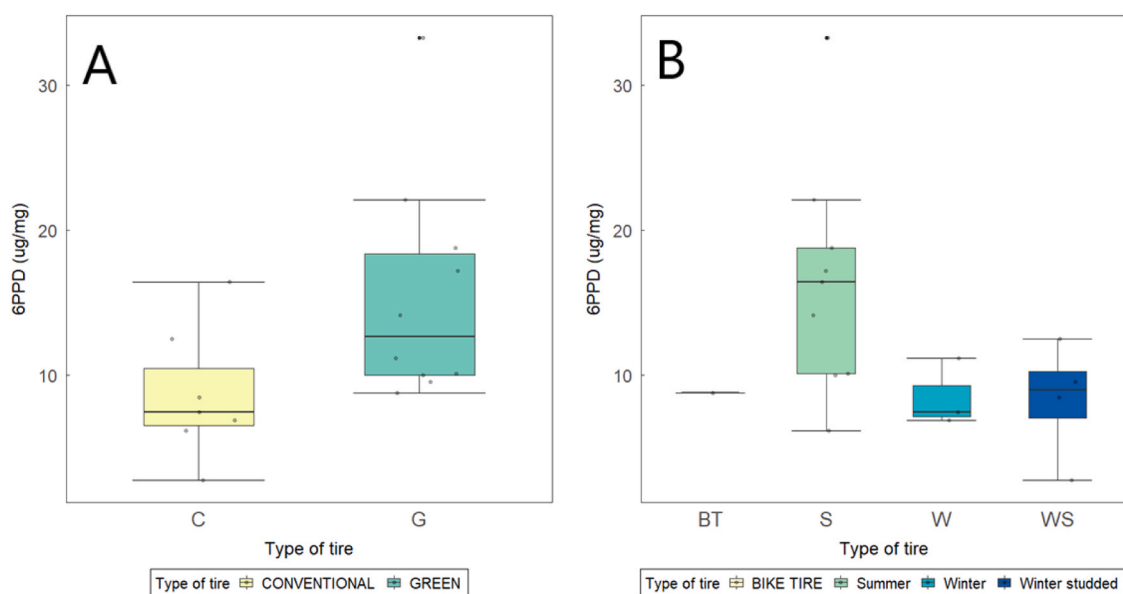 A
6PPD (ug/mg)
30
20
10
C G
Type of tire
Type of tire CONVENTIONAL GREEN
B
6PPD (ug/mg)
30
20
10
BT S W WS
Type of tire
Type of tire BIKE TIRE Summer Winter Winter studded